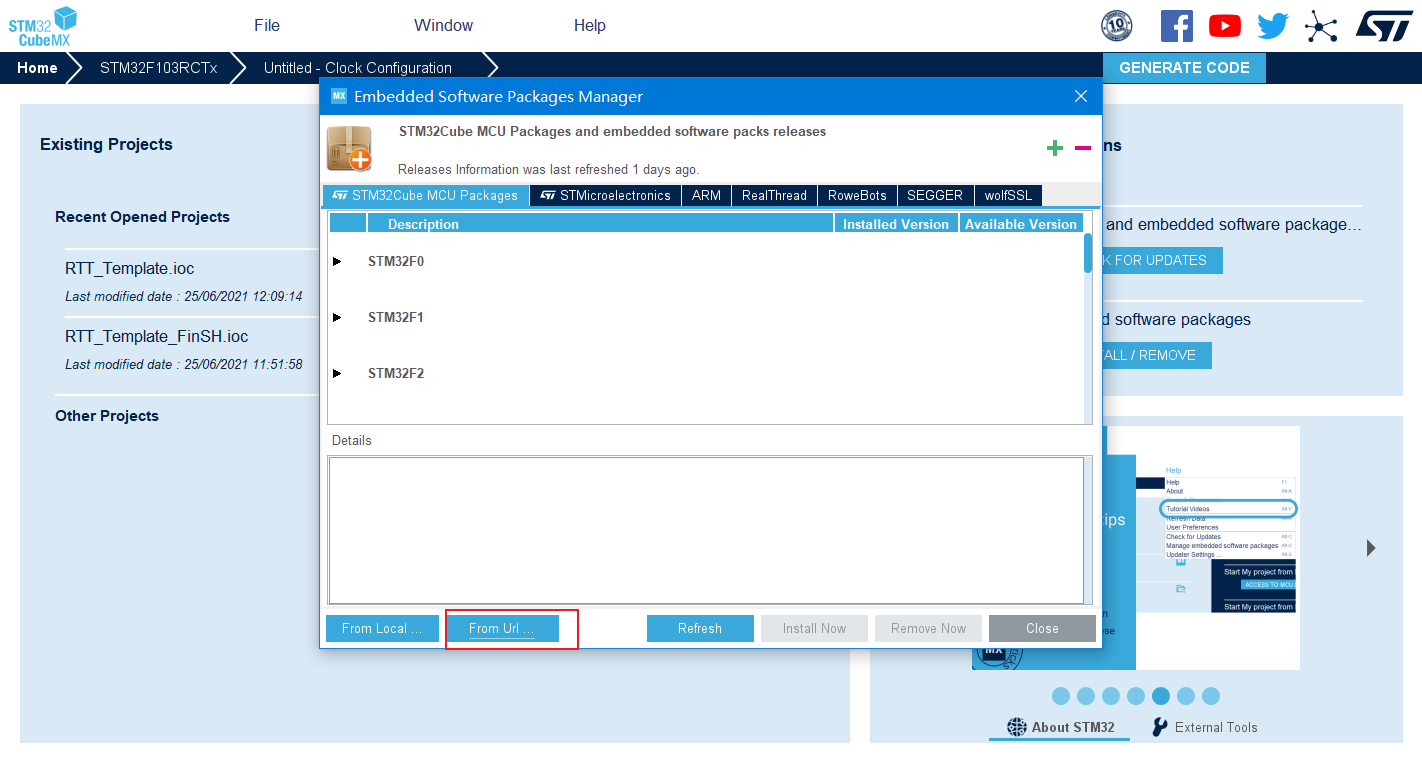 STM32
CubeMX
File
Window
Help
10
Home
STM32F103RCTx
Untitled - Clock Configuration
GENERATE CODE
MX
Embedded Software Packages Manager
STM32Cube MCU Packages and embedded software packs releases
Releases Information was last refreshed 1 days ago.
STM32Cube MCU Packages
STMicroelectronics
ARM
RealThread
RoweBots
SEGGER
wolfSSL
Description
Installed Version
Available Version
STM32F0
STM32F1
STM32F2
Details
From Local ...
From Url ...
Refresh
Install Now
Remove Now
Close
Existing Projects
Recent Opened Projects
RTT_Template.ioc
Last modified date : 25/06/2021 12:09:14
RTT_Template_FinSH.ioc
Last modified date : 25/06/2021 11:51:58
Other Projects
ns
and embedded software package...
K FOR UPDATES
d software packages
ALL / REMOVE
ips
Help
Help
About
Tutorial Videos
Refresh Data
User Preferences
Check for Updates
Manage embedded software packages
Updater Settings ...
Start My project from
ACCESS TO MCU
Start My project from
n
ese
MX
About STM32
External Tools